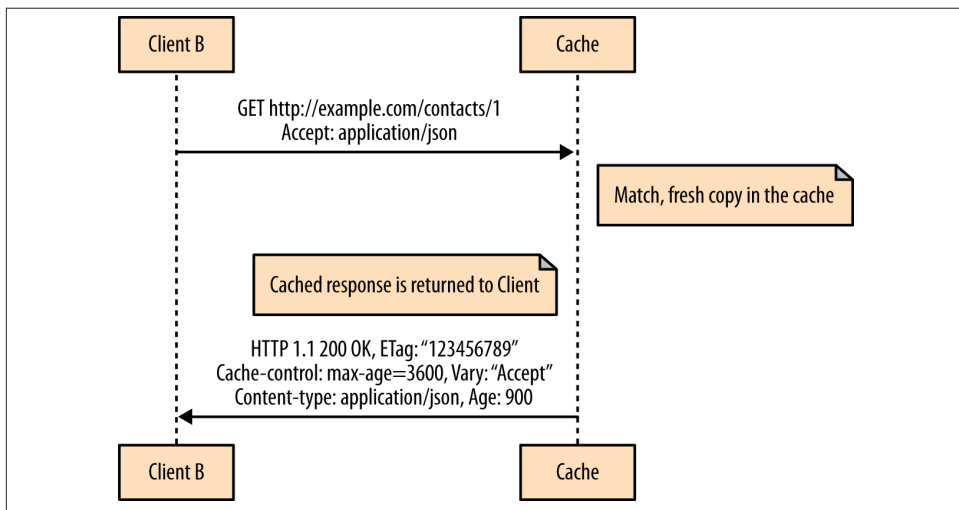 Client B
Cache
GET http://example.com/contacts/1
Accept: application/json
Match, fresh copy in the cache
Cached response is returned to Client
HTTP 1.1 200 OK, ETag: “123456789”
Cache-control: max-age=3600, Vary: “Accept”
Content-type: application/json, Age: 900
Client B
Cache